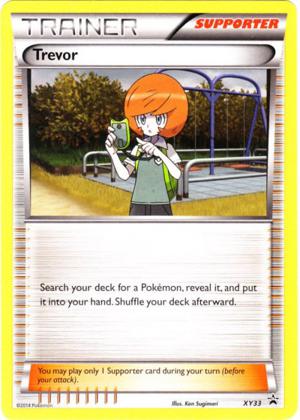 TRAINER SUPPORTER
Trevor
Search your deck for a Pokémon, reveal it, and put
it into your hand. Shuffle your deck afterward.
You may play only 1 Supporter card during your turn (before
your attack).
©2014 Pokémon Illus. Ken Sugimori XY33